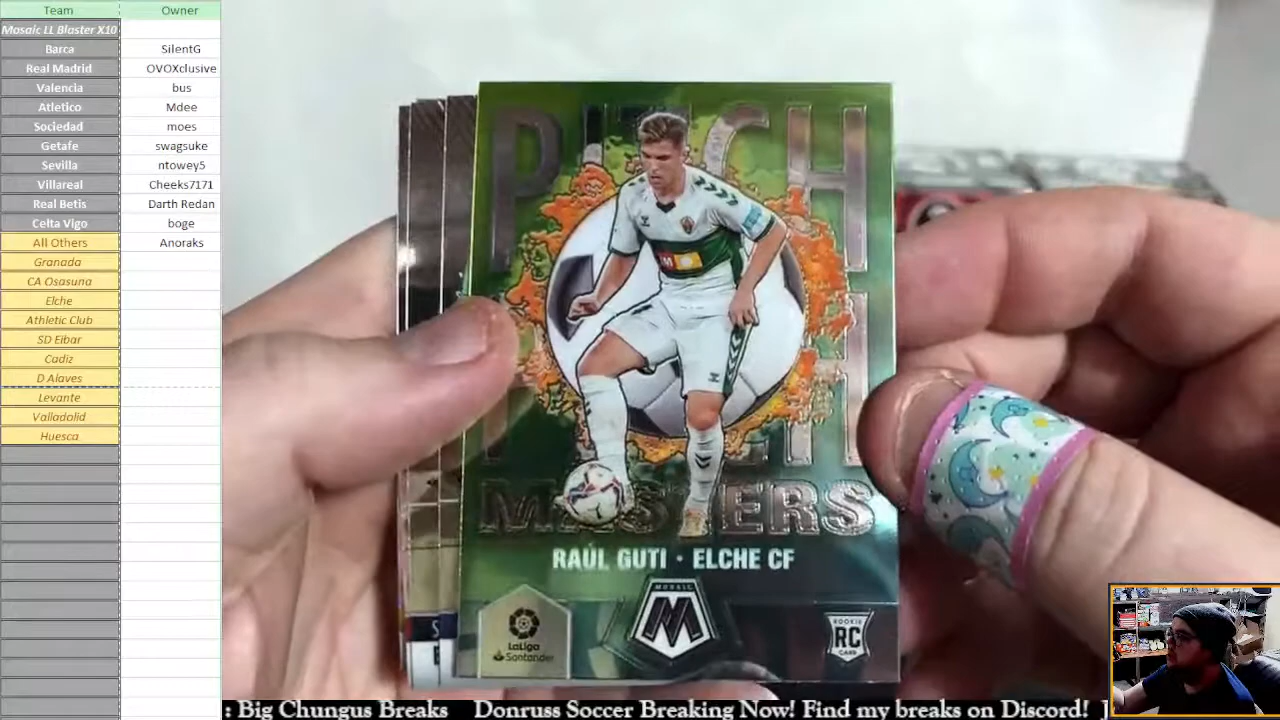 Team Owner
Mosaic LL Blaster X10
Barca SilentG
Real Madrid OVOXclusive
Valencia bus
Atletico Mdee
Sociedad moes
Getafe swagsuke
Sevilla ntowey5
Villareal Cheeks7171
Real Betis Darth Redan
Celta Vigo boge
All Others Anoraks
Granada
CA Osasuna
Elche
Athletic Club
SD Eibar
Cadiz
D Alaves
Levante
Valladolid
Huesca
PITCH
MASTERS
RAÚL GUTI · ELCHE CF
LaLiga
Santander
MOSAIC
M
ROOKIE
RC
CARD
: Big Chungus Breaks Donruss Soccer Breaking Now! Find my breaks on Discord!